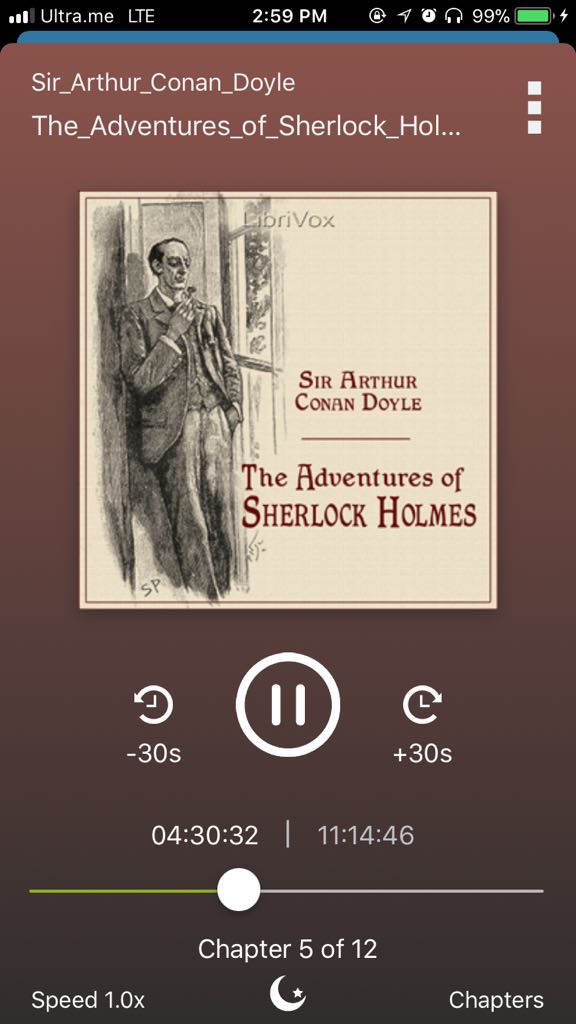 Ultra.me LTE 2:59 PM 99%
Sir_Arthur_Conan_Doyle
The_Adventures_of_Sherlock_Hol...
LibriVox
SIR ARTHUR
CONAN DOYLE
The Adventures of
SHERLOCK HOLMES
SP
-30s +30s
04:30:32 | 11:14:46
Chapter 5 of 12
Speed 1.0x Chapters